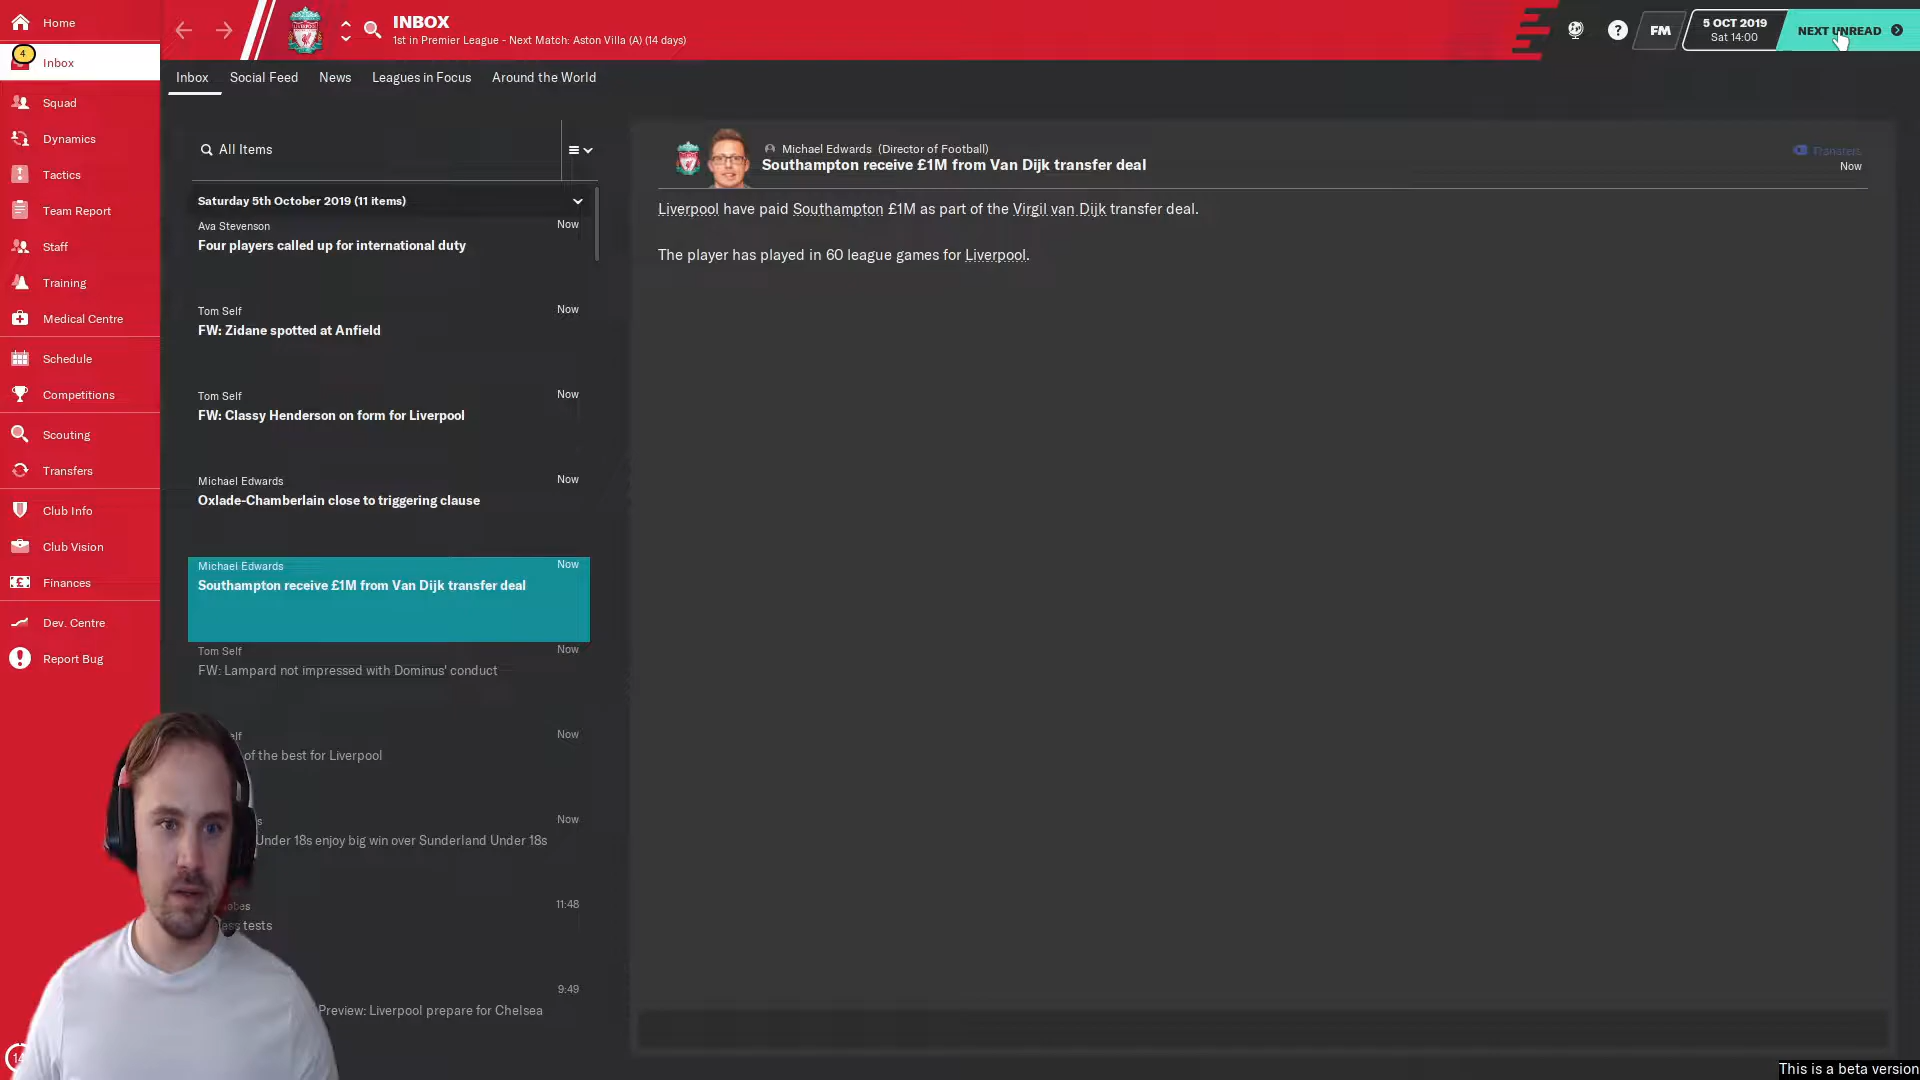 Home
4
Inbox
Squad
Dynamics
Tactics
Team Report
Staff
Training
Medical Centre
Schedule
Competitions
Scouting
Transfers
Club Info
Club Vision
Finances
Dev. Centre
Report Bug
INBOX
1st in Premier League - Next Match: Aston Villa (A) (14 days)
FM
5 OCT 2019
Sat 14:00
NEXT UNREAD
Inbox
Social Feed
News
Leagues in Focus
Around the World
All Items
Saturday 5th October 2019 (11 items)
Ava Stevenson
Now
Four players called up for international duty
Tom Self
Now
FW: Zidane spotted at Anfield
Tom Self
Now
FW: Classy Henderson on form for Liverpool
Michael Edwards
Now
Oxlade-Chamberlain close to triggering clause
Michael Edwards
Now
Southampton receive £1M from Van Dijk transfer deal
Tom Self
Now
FW: Lampard not impressed with Dominus' conduct
Now
of the best for Liverpool
Now
Under 18s enjoy big win over Sunderland Under 18s
11:48
tests
9:49
Preview: Liverpool prepare for Chelsea
Michael Edwards (Director of Football)
Southampton receive £1M from Van Dijk transfer deal
Transfers
Now
Liverpool have paid Southampton £1M as part of the Virgil van Dijk transfer deal.
The player has played in 60 league games for Liverpool.
This is a beta version